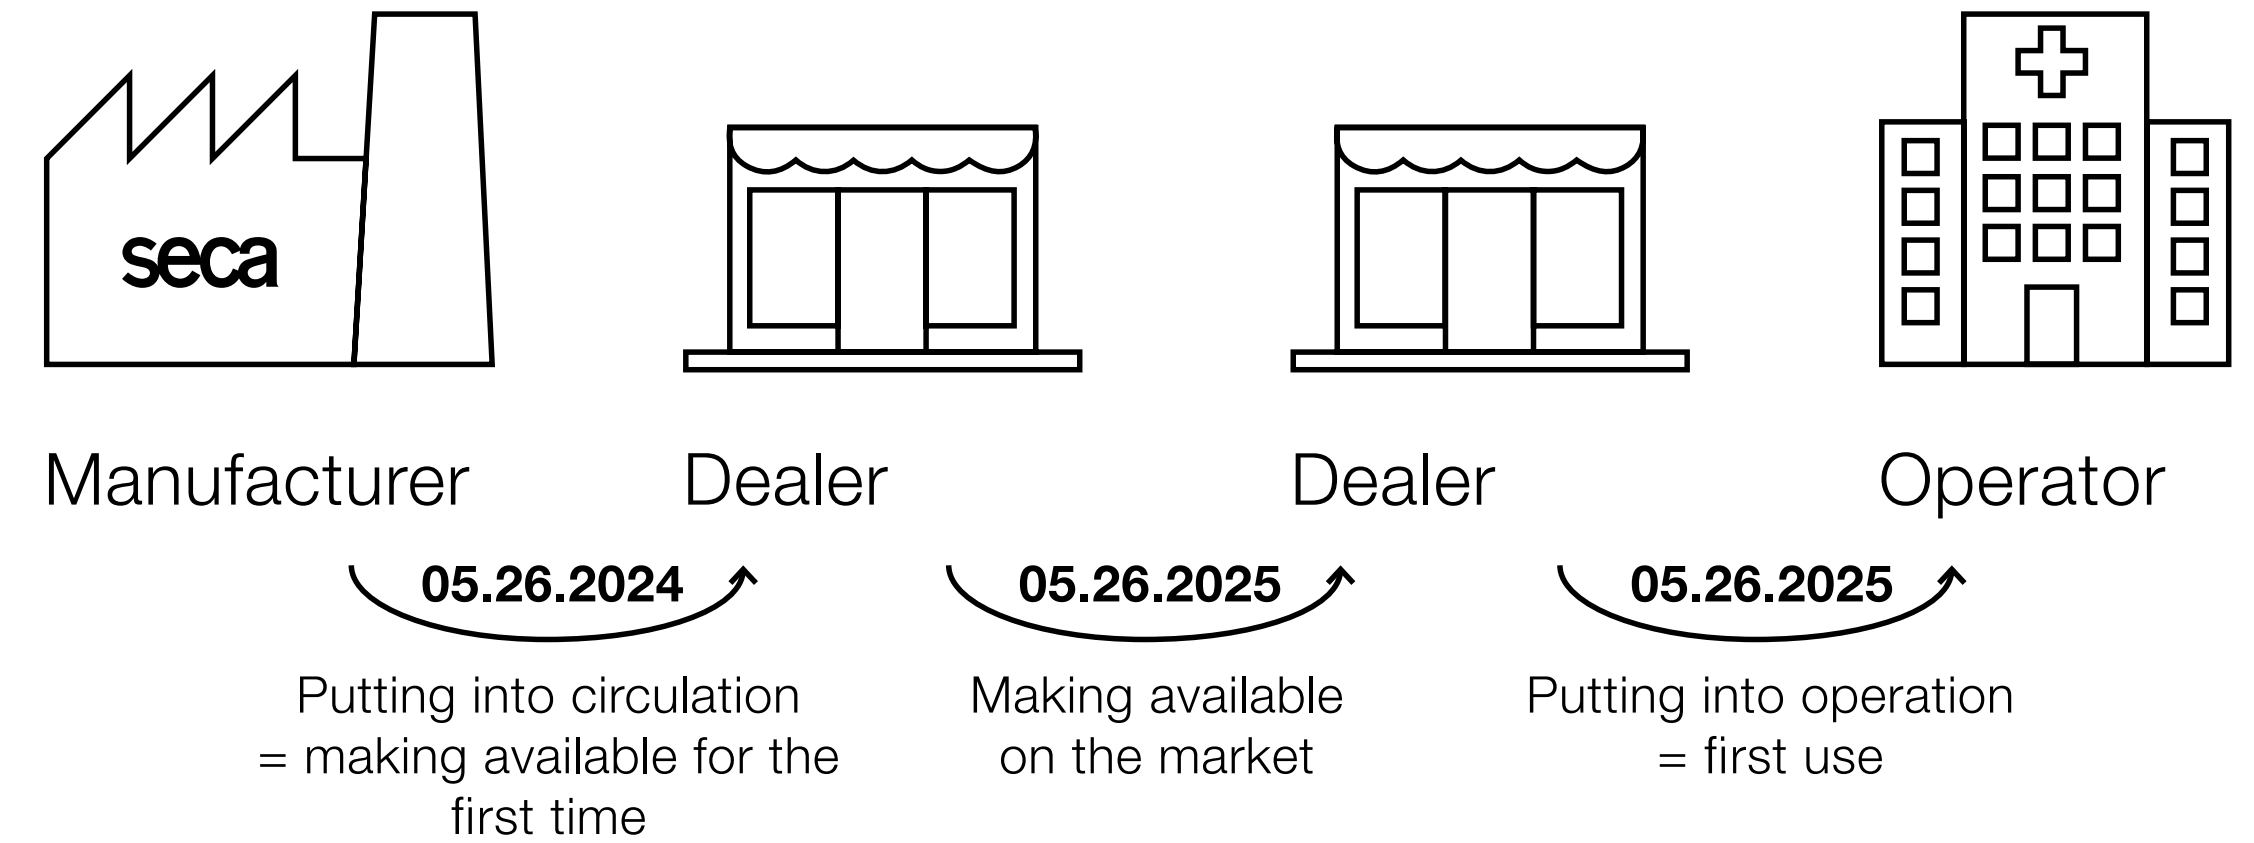 seca
Manufacturer
Dealer
Dealer
Operator
05.26.2024
05.26.2025
05.26.2025
Putting into circulation
= making available for the
first time
Making available
on the market
Putting into operation
= first use